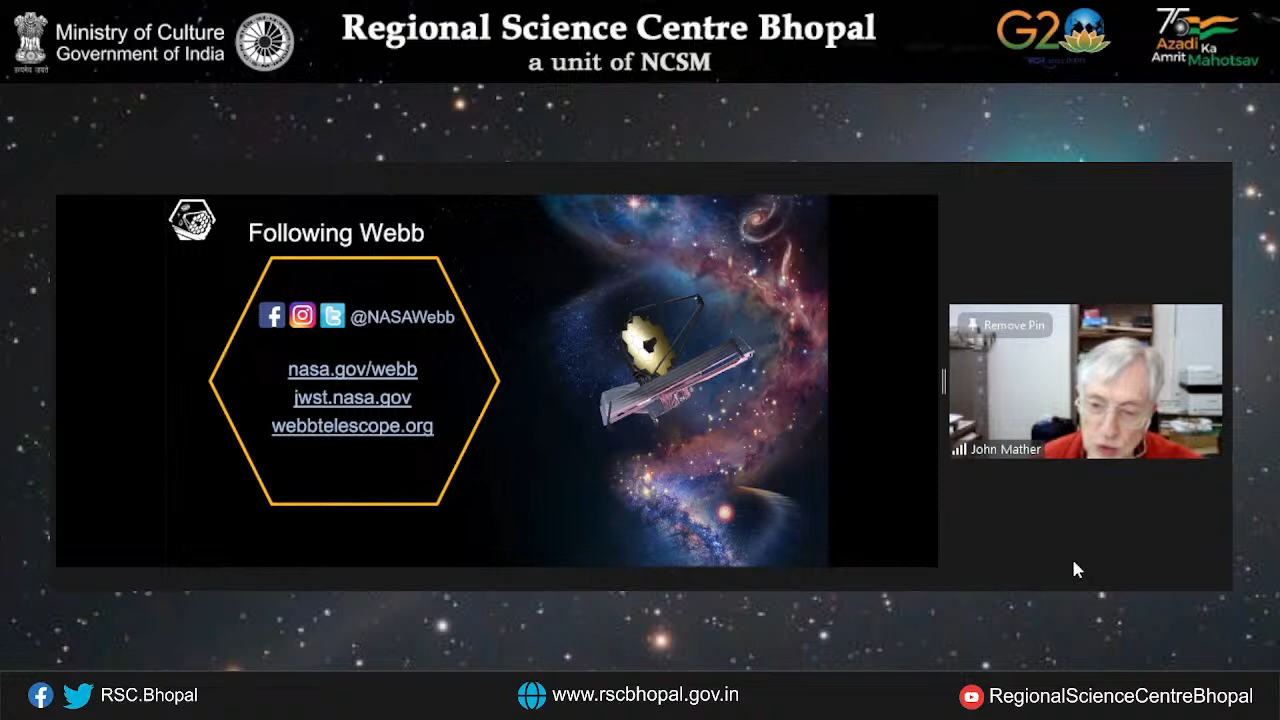 Ministry of Culture
Government of India
Regional Science Centre Bhopal
a unit of NCSM
G20
75
Azadi Ka
Amrit Mahotsav
Following Webb
@NASAWebb
nasa.gov/webb
jwst.nasa.gov
webbtelescope.org
Remove Pin
John Mather
RSC.Bhopal
www.rscbhopal.gov.in
RegionalScienceCentreBhopal